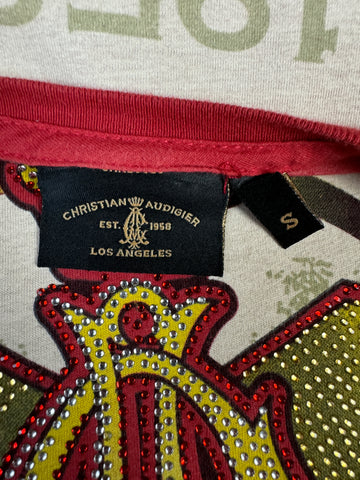 CHRISTIAN AUDIGIER
EST. 1958
LOS ANGELES
S